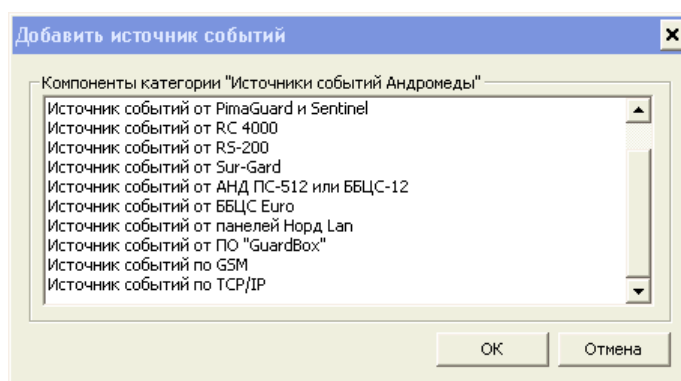 Добавить источник событий
Компоненты категории "Источники событий Андромеды"
Источник событий от PimaGuard и Sentinel
Источник событий от RC 4000
Источник событий от RS-200
Источник событий от Sur-Gard
Источник событий от АНД ПС-512 или ББЦС-12
Источник событий от ББЦС Euro
Источник событий от панелей Норд Lan
Источник событий от ПО "GuardBox"
Источник событий по GSM
Источник событий по TCP/IP
ОК Отмена